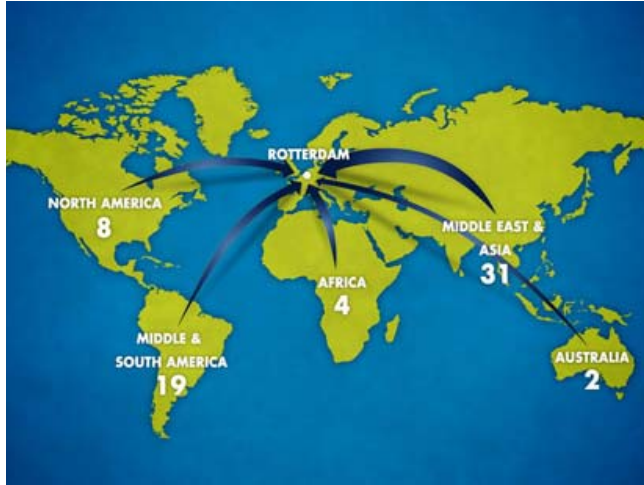 ROTTERDAM
NORTH AMERICA
8
MIDDLE EAST &
ASIA
31
AFRICA
4
MIDDLE &
SOUTH AMERICA
19
AUSTRALIA
2